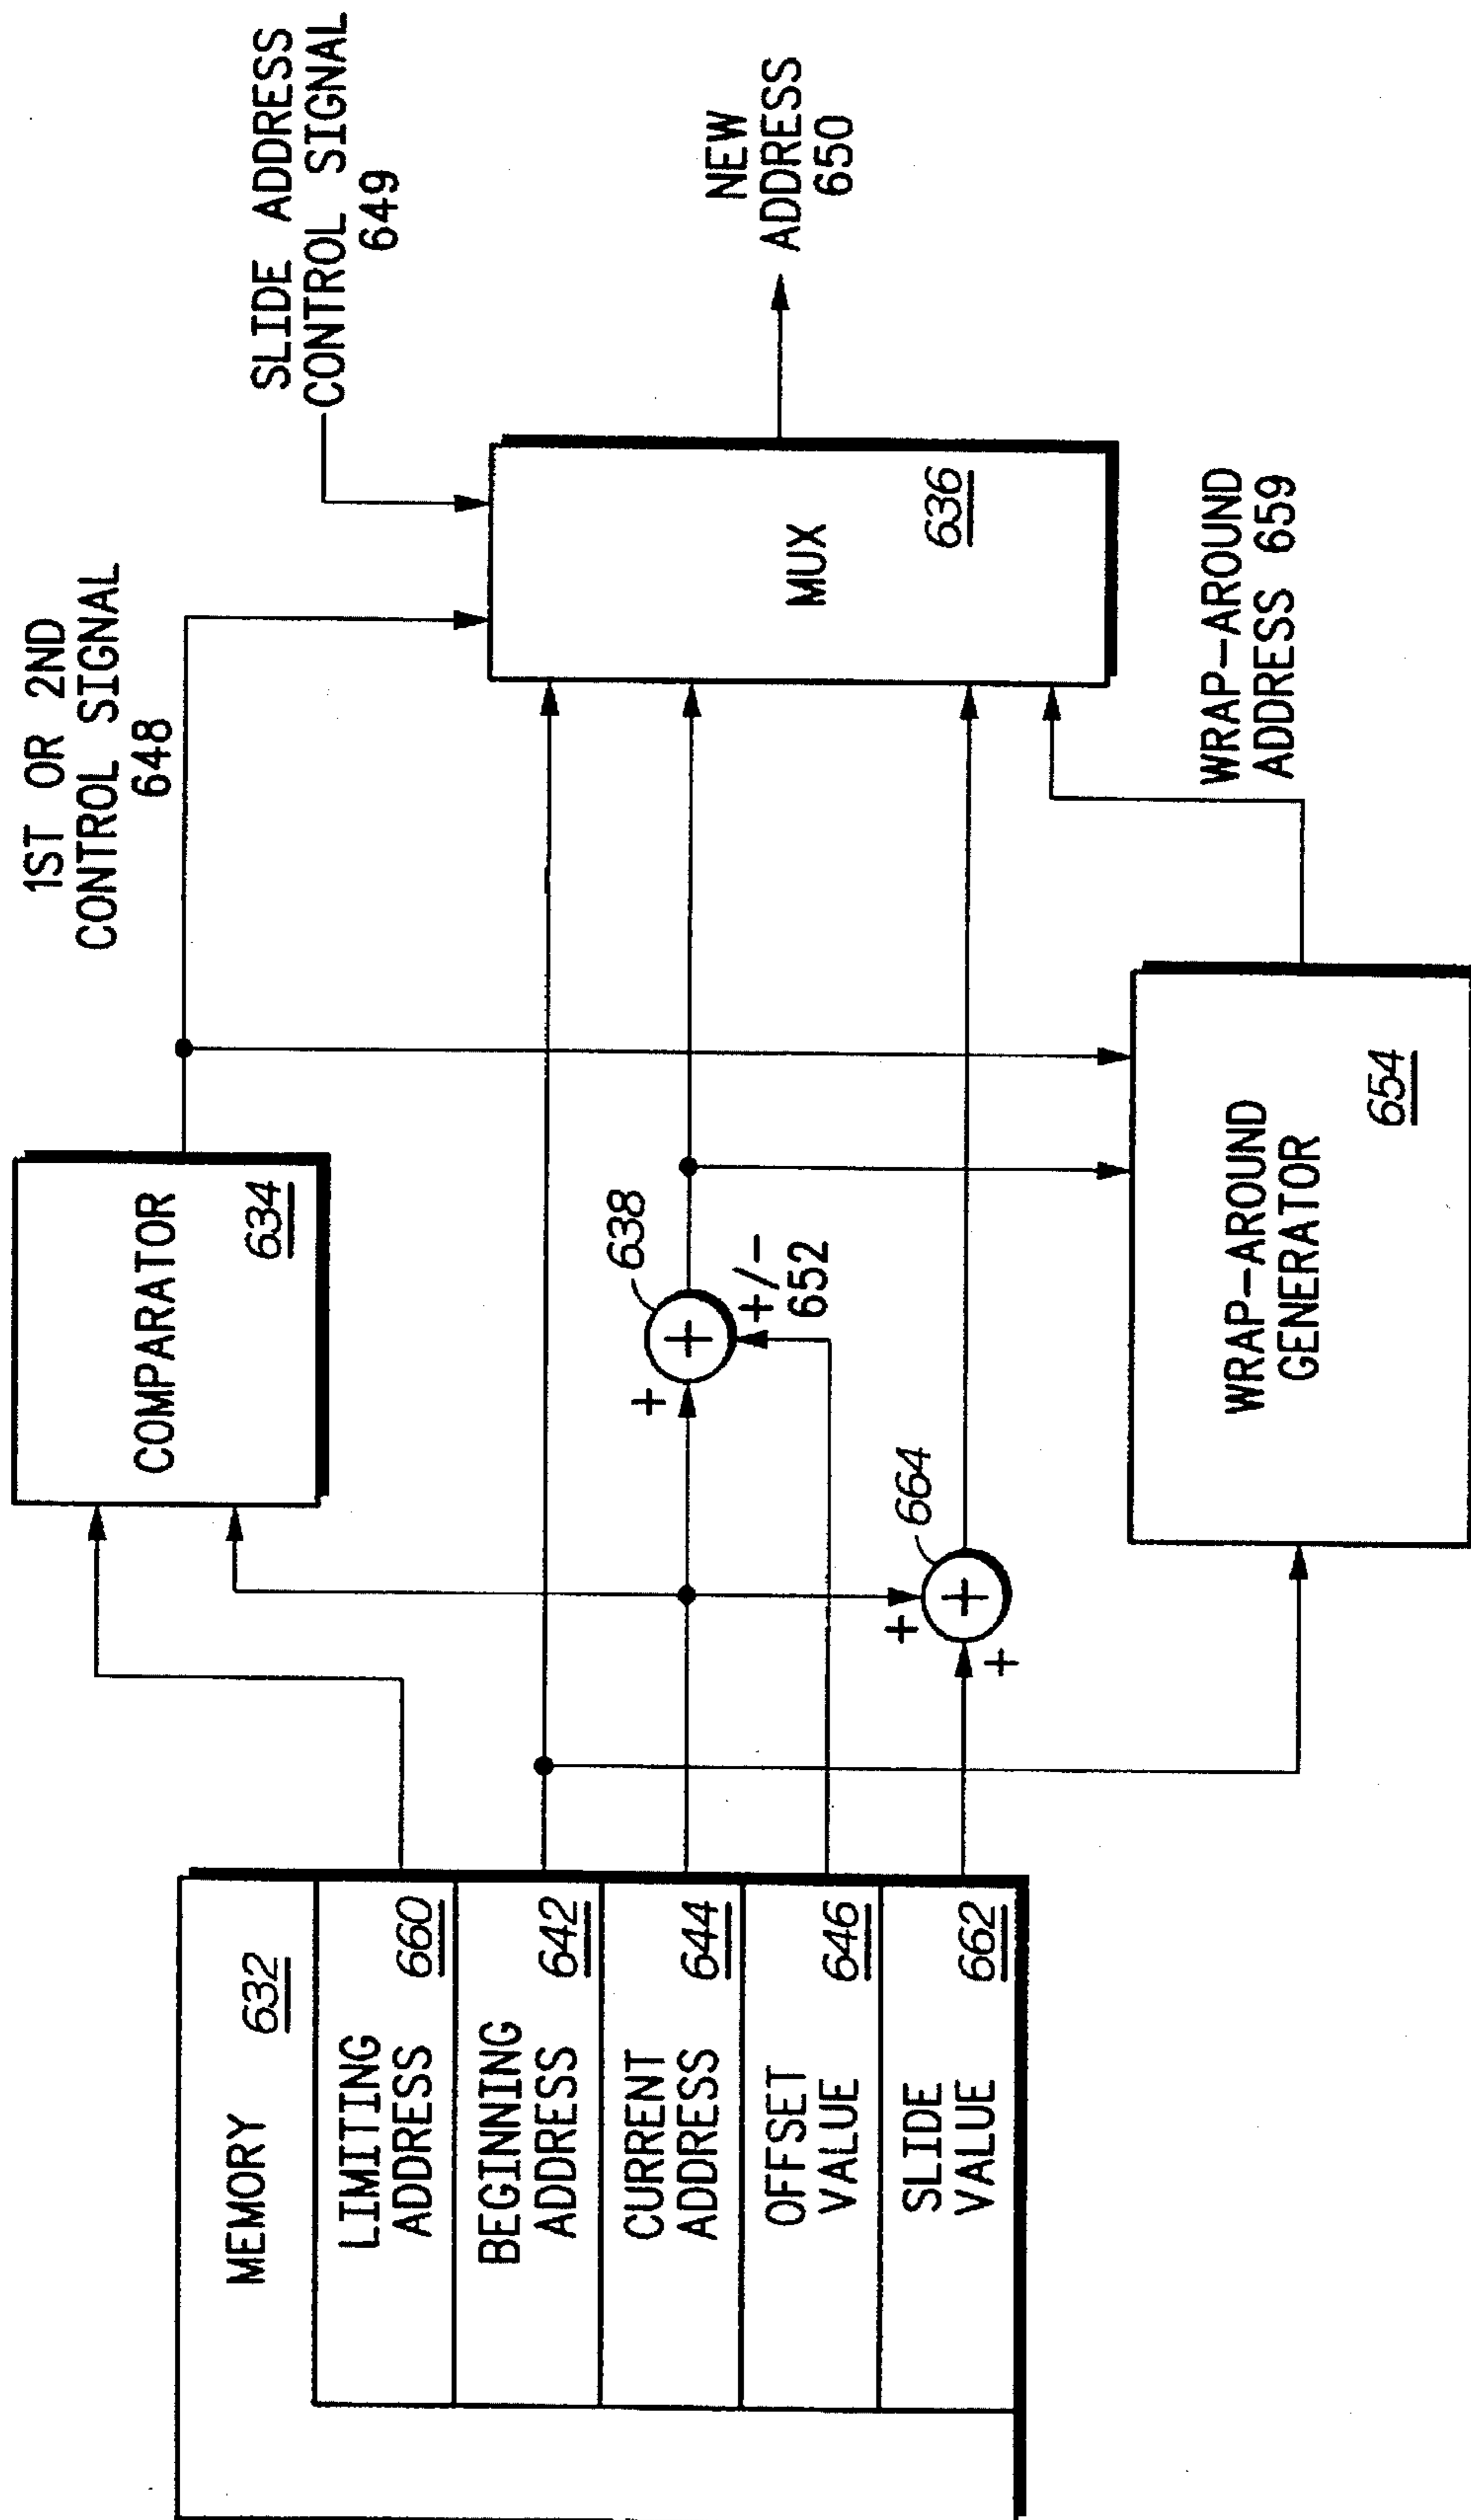 MEMORY
632
LIMITING
ADDRESS
660
BEGINNING
ADDRESS
642
CURRENT
ADDRESS
644
OFFSET
VALUE
646
SLIDE
VALUE
662
COMPARATOR
634
1ST OR 2ND
CONTROL SIGNAL
648
SLIDE ADDRESS
CONTROL SIGNAL
649
+
+
638
+/-
652
+
+
+
664
WRAP-AROUND
GENERATOR
654
WRAP-AROUND
ADDRESS 659
MUX
636
NEW
ADDRESS
650